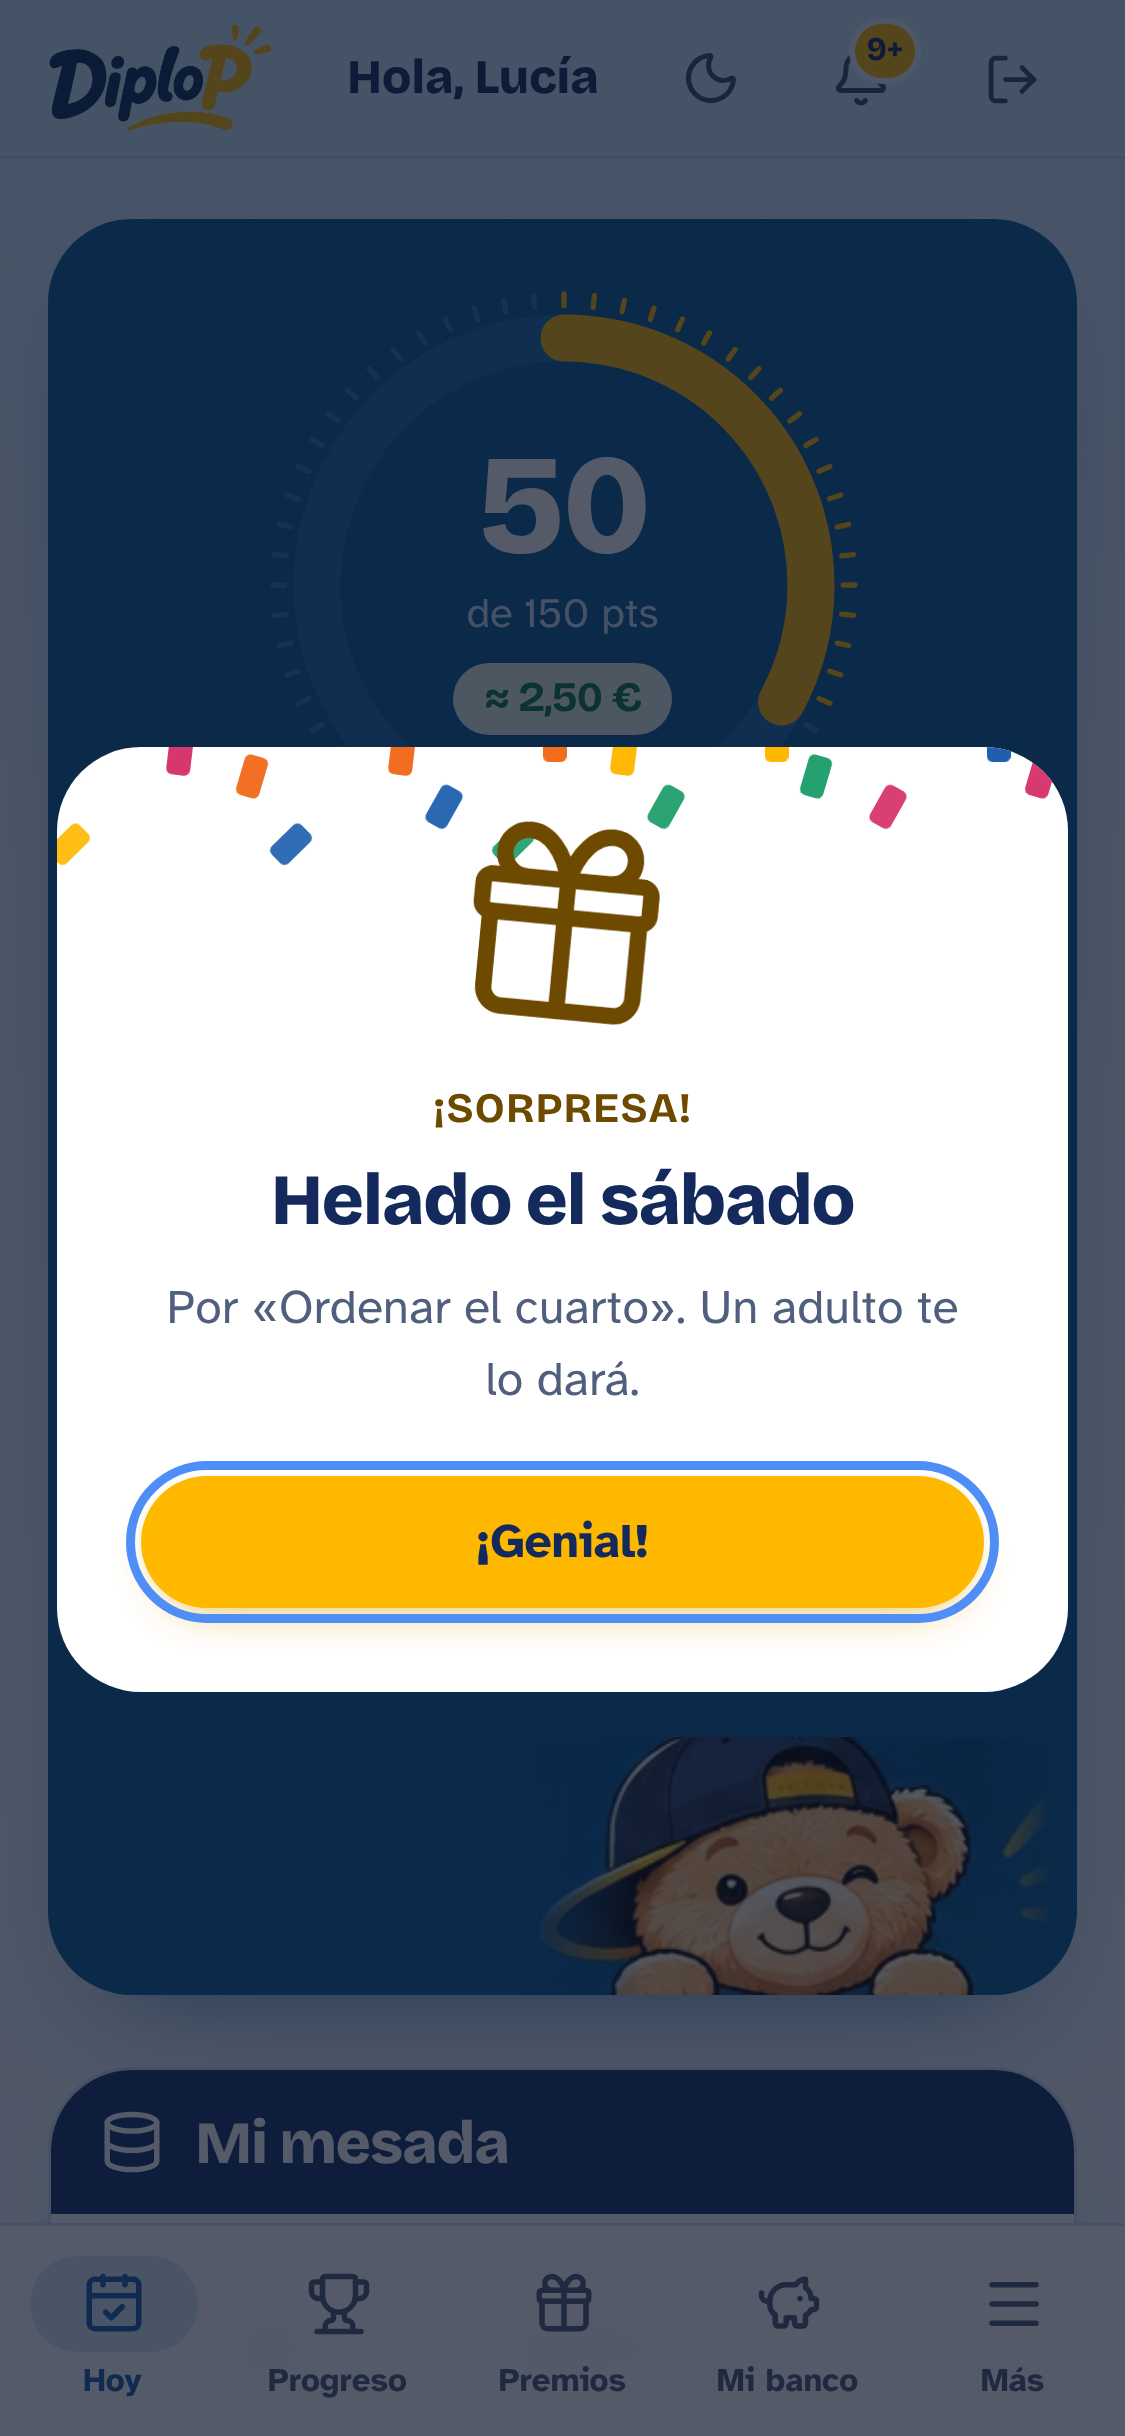 DiploP
Hola, Lucía
9+
50
de 150 pts
≈ 2,50 €
¡SORPRESA!
Helado el sábado
Por «Ordenar el cuarto». Un adulto te
lo dará.
¡Genial!
Mi mesada
Hoy
Progreso
Premios
Mi banco
Más